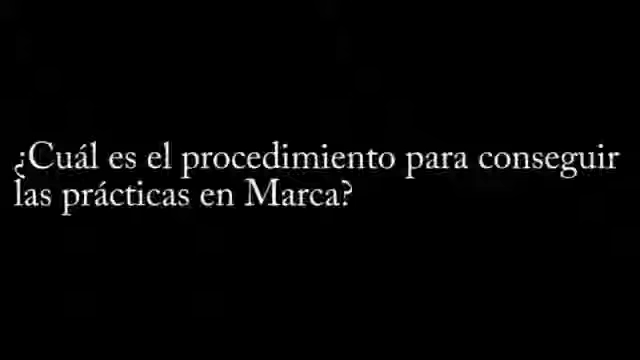 ¿Cuál es el procedimiento para conseguir
las prácticas en Marca?